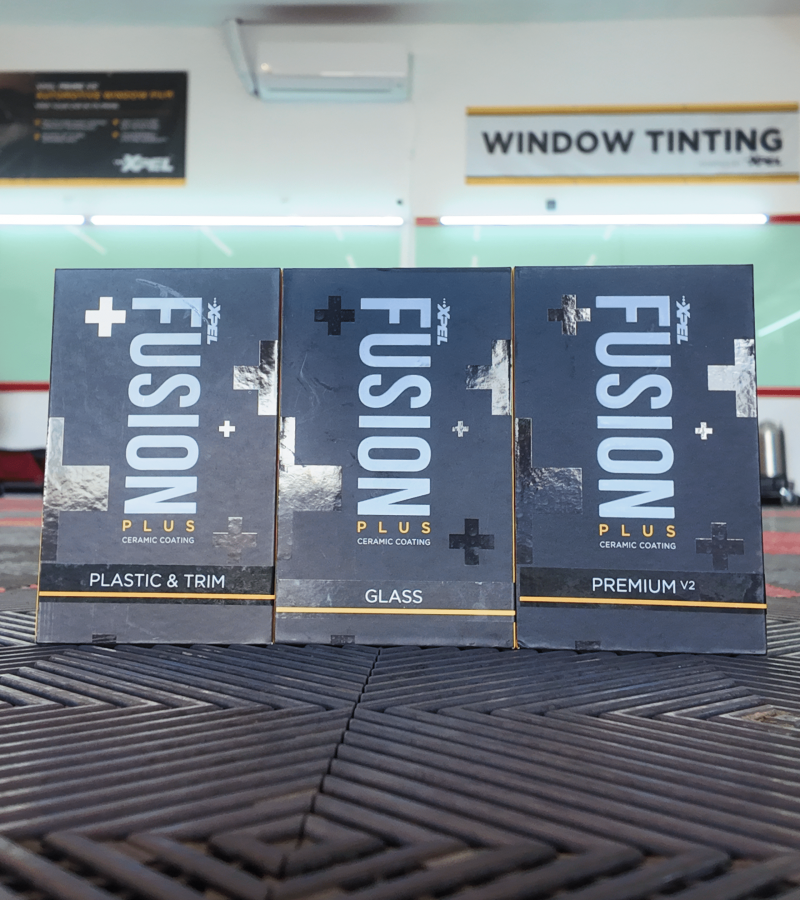 AUTOMOTIVE WINDOW FILM
XPEL
WINDOW TINTING
XPEL
XPEL
FUSION
PLUS
CERAMIC COATING
PLASTIC & TRIM
XPEL
FUSION
PLUS
CERAMIC COATING
GLASS
XPEL
FUSION
PLUS
CERAMIC COATING
PREMIUM V2